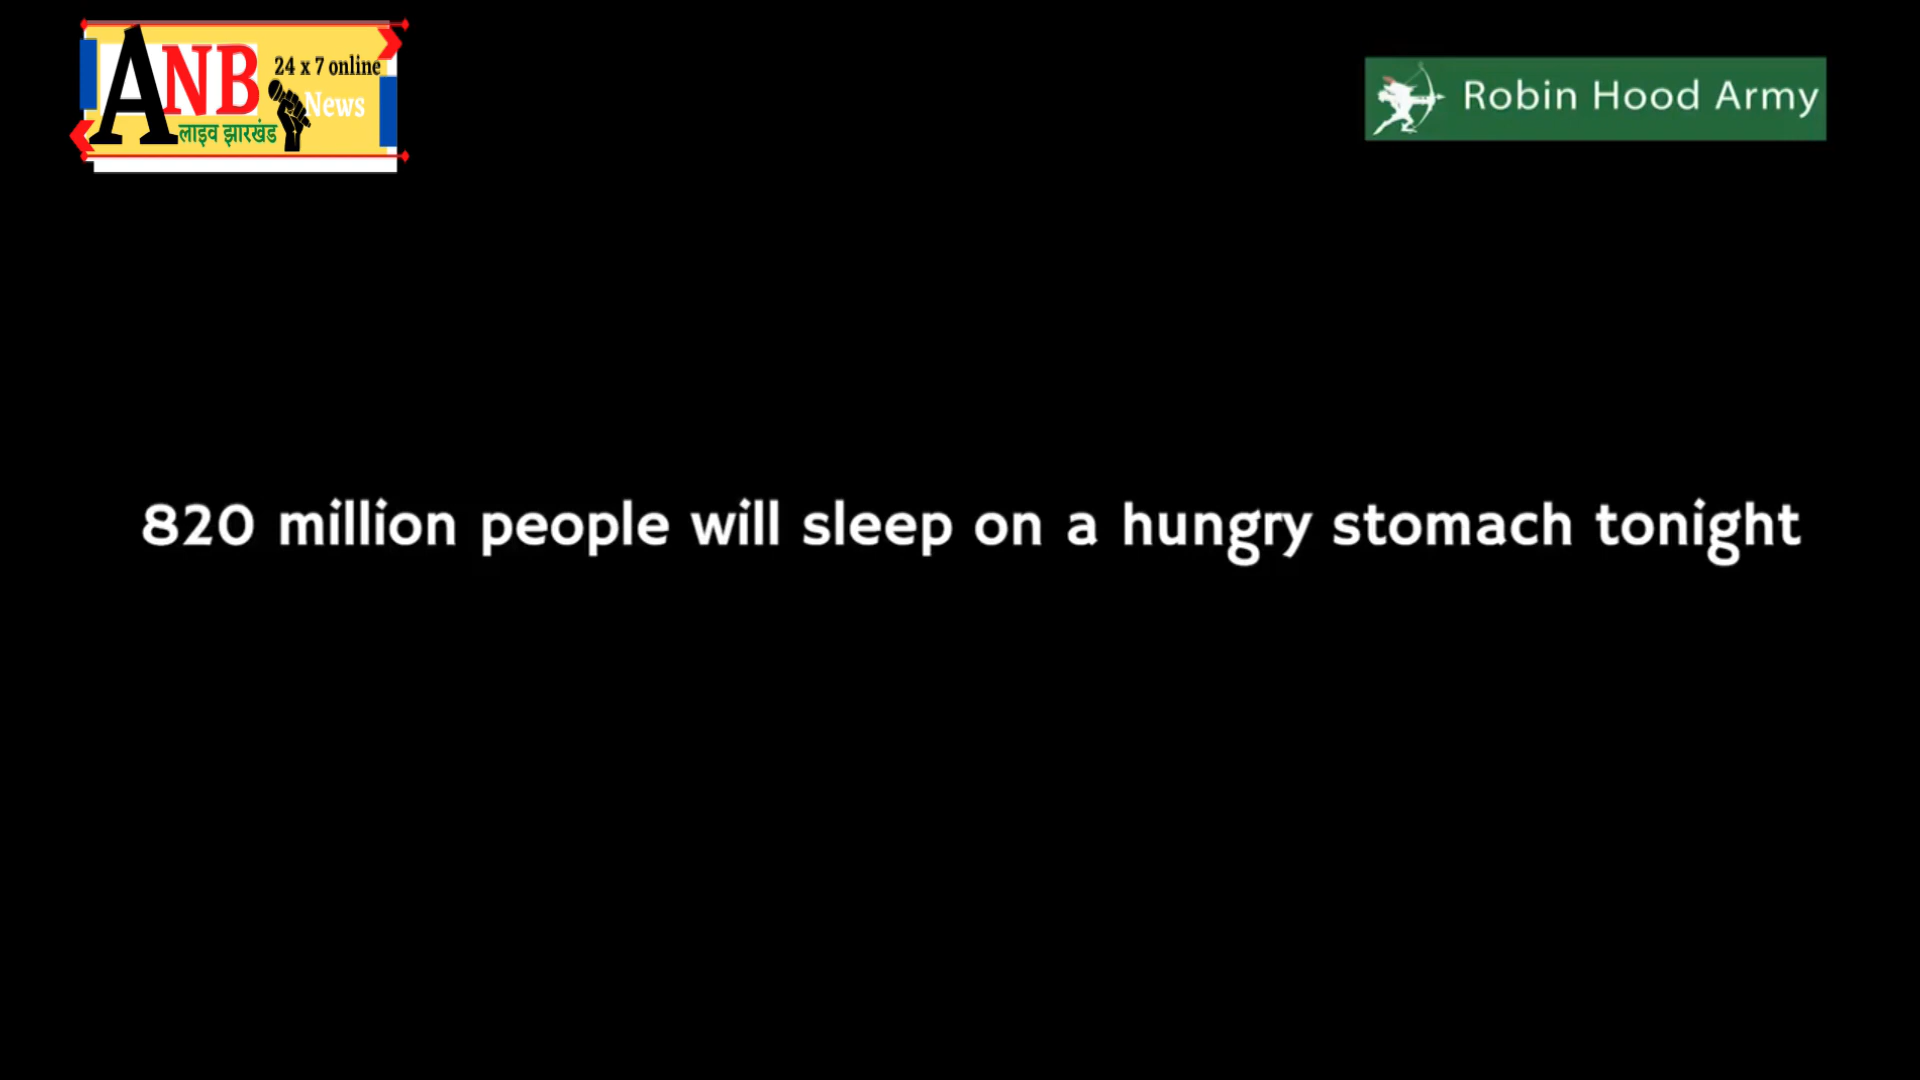 ANB
24 x 7 online
News
लाइव झारखंड
Robin Hood Army
820 million people will sleep on a hungry stomach tonight